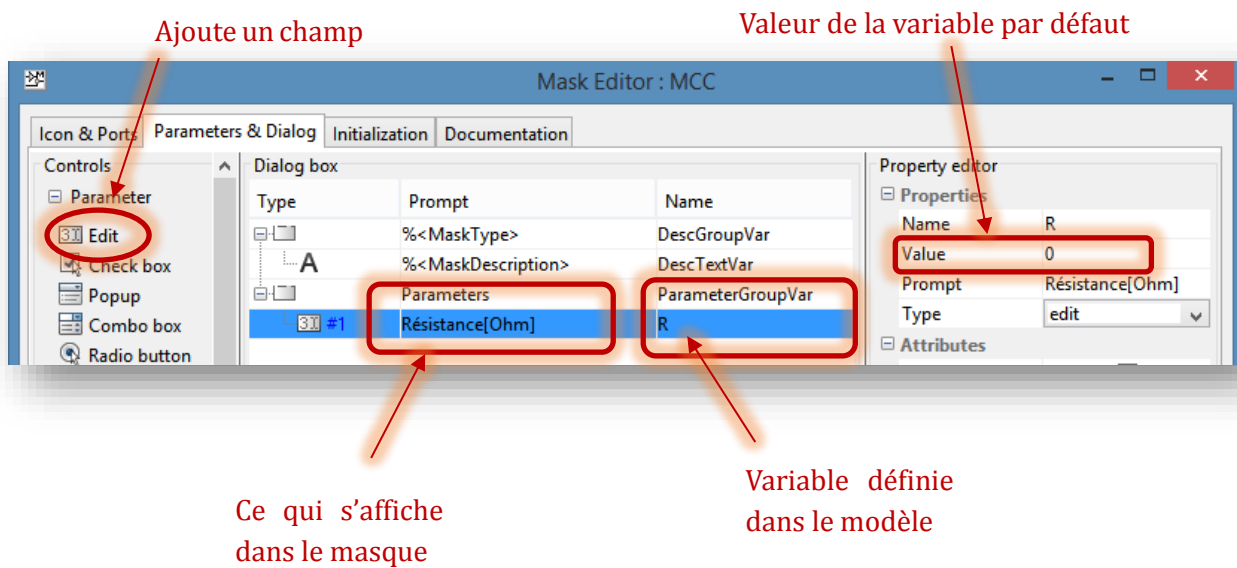 Ajoute un champ
Valeur de la variable par défaut
Mask Editor : MCC
Icon & Ports Parameters & Dialog Initialization Documentation
Controls Dialog box Property editor
Parameter Type Prompt Name Properties
Edit %<MaskType> DescGroupVar Name R
Check box A %<MaskDescription> DescTextVar Value 0
Popup Parameters ParameterGroupVar Prompt Résistance[Ohm]
Combo box #1 Résistance[Ohm] R Type edit
Radio button Attributes
Ce qui s’affiche
dans le masque
Variable définie
dans le modèle